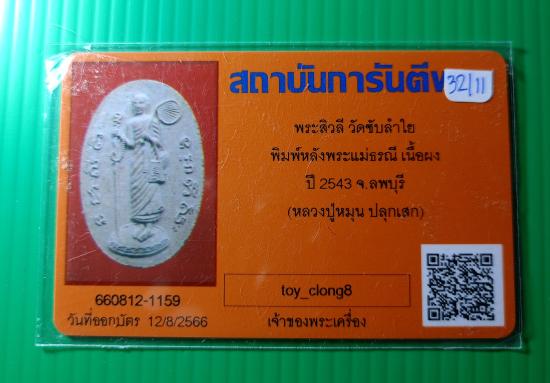 สถาบันการันตีพ
32/11
พระสิวลี วัดซับลำใย
พิมพ์หลังพระแม่ธรณี เนื้อผง
ปี 2543 จ.ลพบุรี
(หลวงปู่หมุน ปลุกเสก)
toy_clong8
660812-1159
วันที่ออกบัตร 12/8/2566
เจ้าของพระเครื่อง